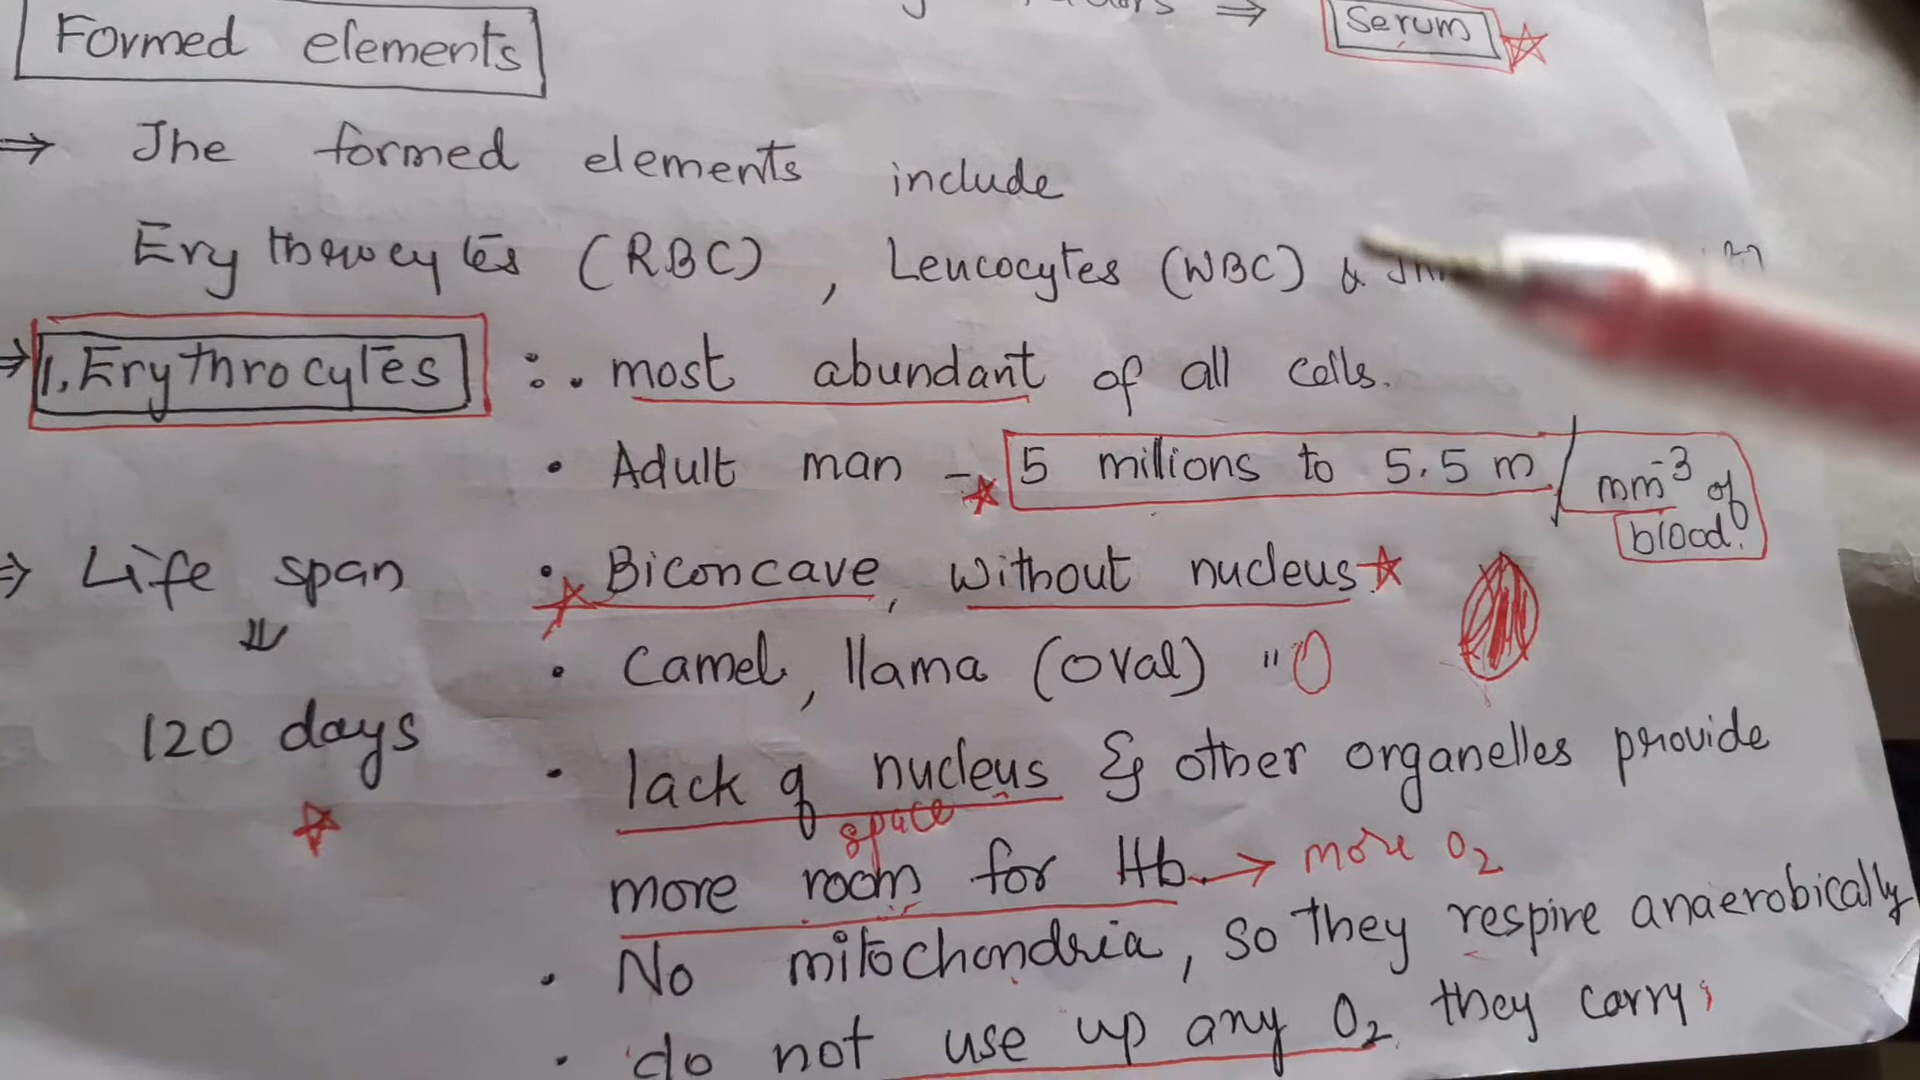 ⇒ Serum
Formed elements
⇒ The formed elements include
Erythrocytes (RBC), Leucocytes (WBC) &
⇒ 1. Erythrocytes : • most abundant of all cells.
• Adult man - 5 millions to 5.5 m / mm⁻³ of
blood.
⇒ Life span
⇓
120 days
• Biconcave, without nucleus
• Camel, llama (oval) "0
• lack of nucleus & other organelles provide
space
more room for Hb. → more O₂
• No mitochondria, so they respire anaerobically
• do not use up any O₂ they carry;